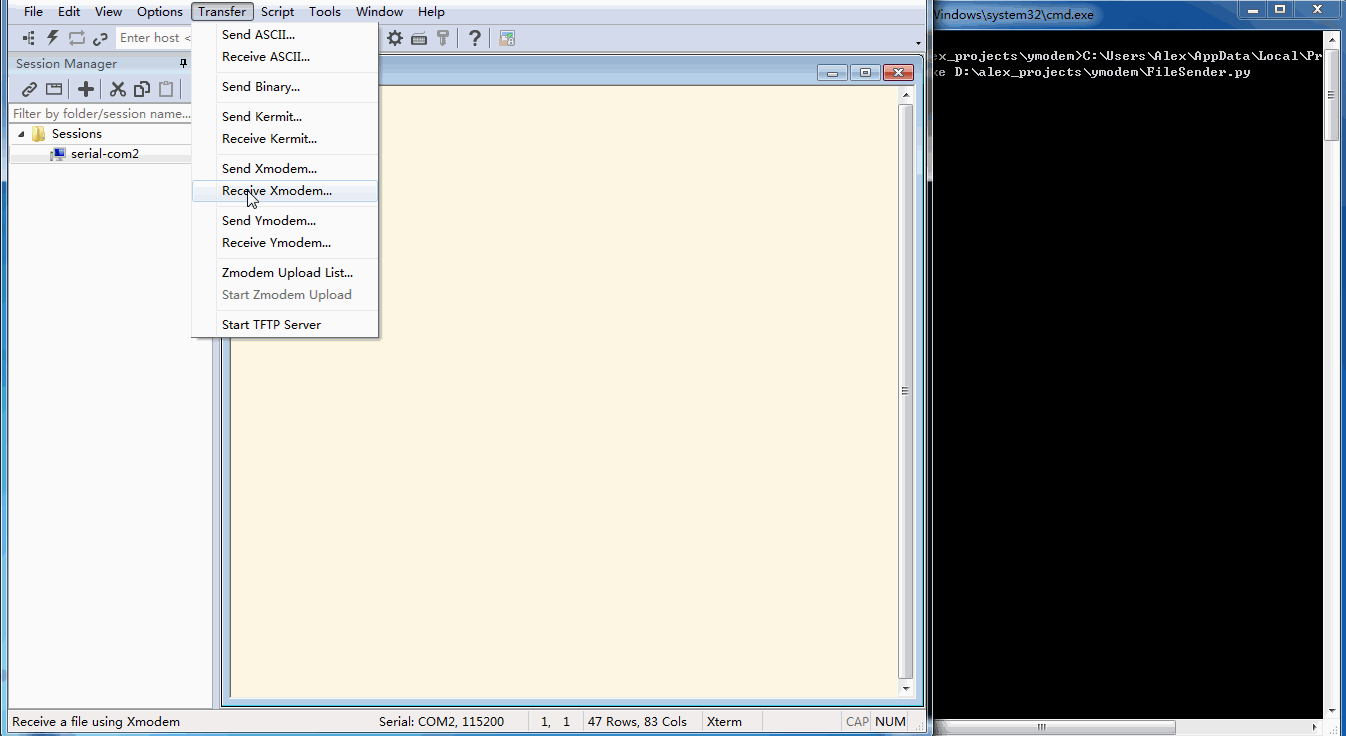 File Edit View Options Transfer Script Tools Window Help
Enter host <
Session Manager
Filter by folder/session name...
Sessions
serial-com2
Send ASCII...
Receive ASCII...
Send Binary...
Send Kermit...
Receive Kermit...
Send Xmodem...
Receive Xmodem...
Send Ymodem...
Receive Ymodem...
Zmodem Upload List...
Start Zmodem Upload
Start TFTP Server
Receive a file using Xmodem Serial: COM2, 115200 1, 1 47 Rows, 83 Cols Xterm CAP NUM
Windows\system32\cmd.exe
ex_projects\ymodem>C:\Users\Alex\AppData\Local\Pr
xe D:\alex_projects\ymodem\FileSender.py